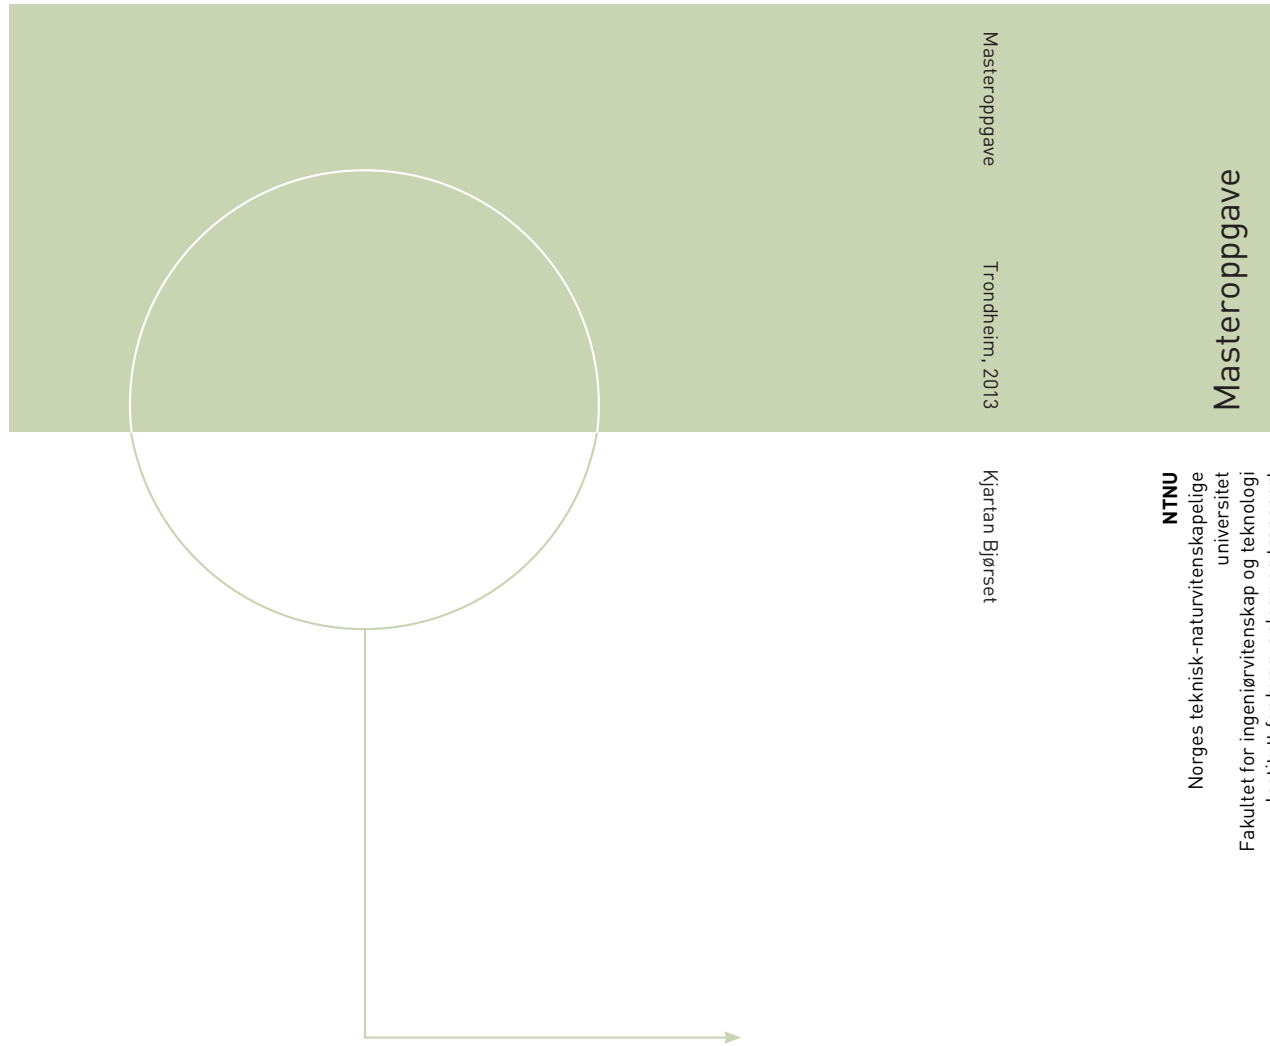 Masteroppgave
Trondheim, 2013
Kjartan Bjørset
Masteroppgave
NTNU
Norges teknisk-naturvitenskapelige
universitet
Fakultet for ingeniørvitenskap og teknologi